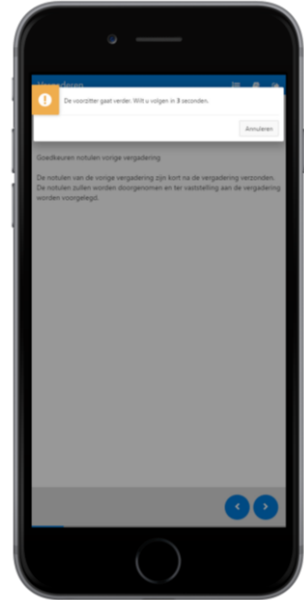 Vergaderen
De voorzitter gaat verder. Wilt u volgen in 3 seconden.
Annuleren
Goedkeuren notulen vorige vergadering
De notulen van de vorige vergadering zijn kort na de vergadering verzonden.
De notulen zullen worden doorgenomen en ter vaststelling aan de vergadering
worden voorgelegd.